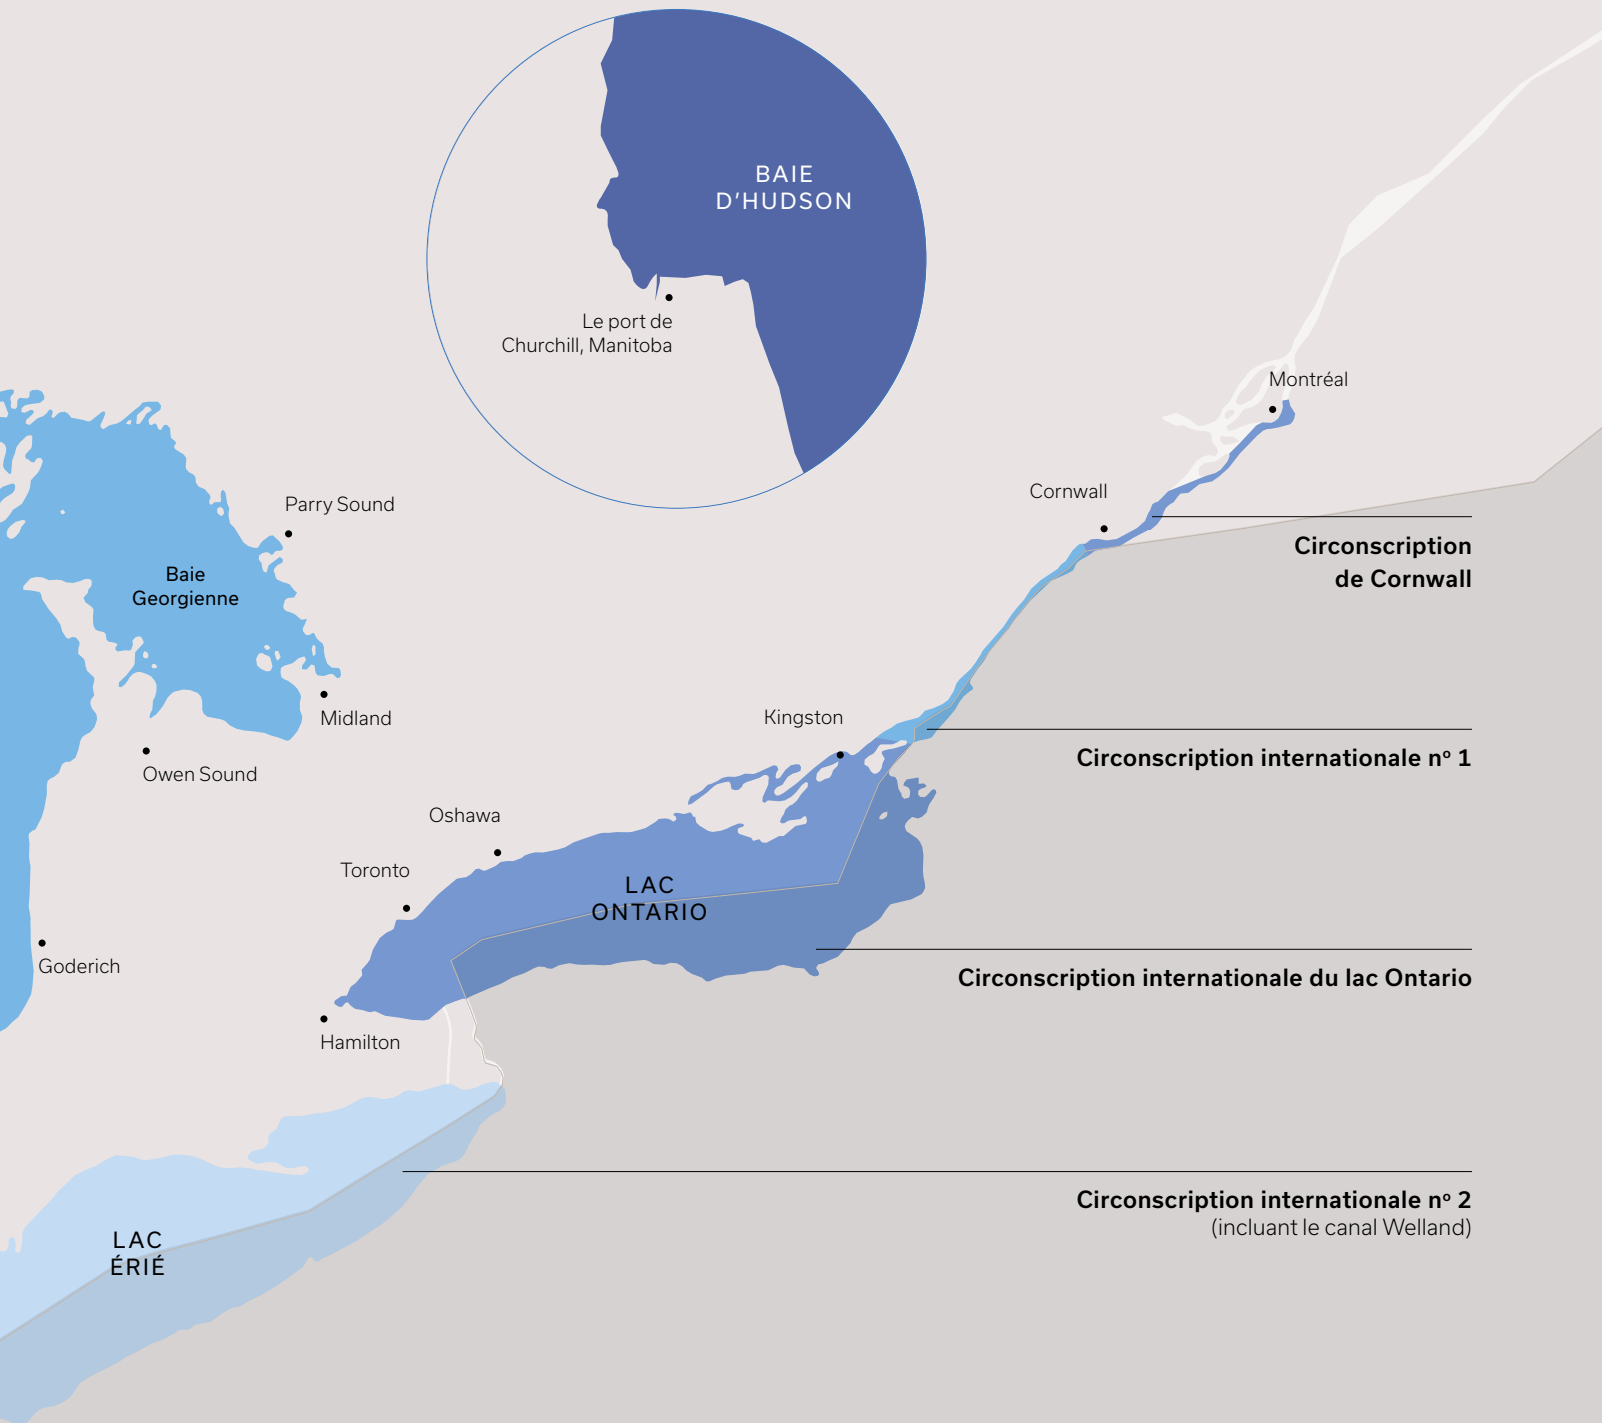 BAIE
D'HUDSON
Le port de
Churchill, Manitoba
Montréal
Cornwall
Parry Sound
Circonscription
de Cornwall
Baie
Georgienne
Midland
Kingston
Circonscription internationale nº 1
Owen Sound
Oshawa
Toronto
LAC
ONTARIO
Goderich
Circonscription internationale du lac Ontario
Hamilton
Circonscription internationale nº 2
(incluant le canal Welland)
LAC
ÉRIÉ